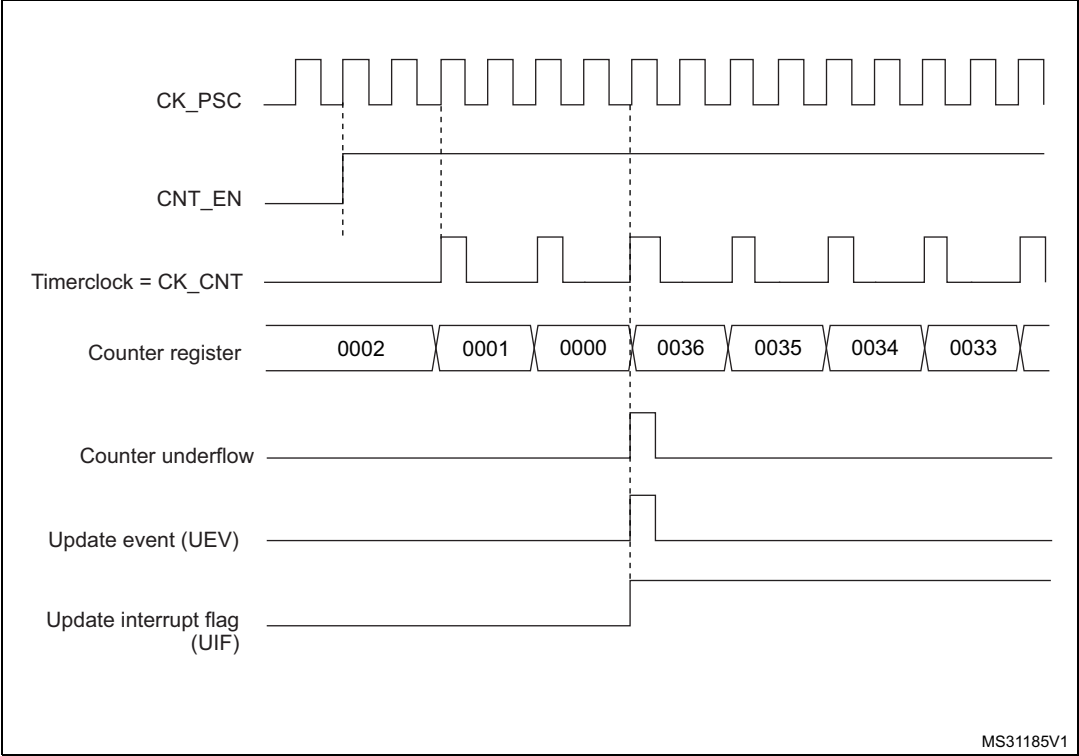 CK_PSC
CNT_EN
Timerclock = CK_CNT
Counter register
0002 0001 0000 0036 0035 0034 0033
Counter underflow
Update event (UEV)
Update interrupt flag
(UIF)
MS31185V1